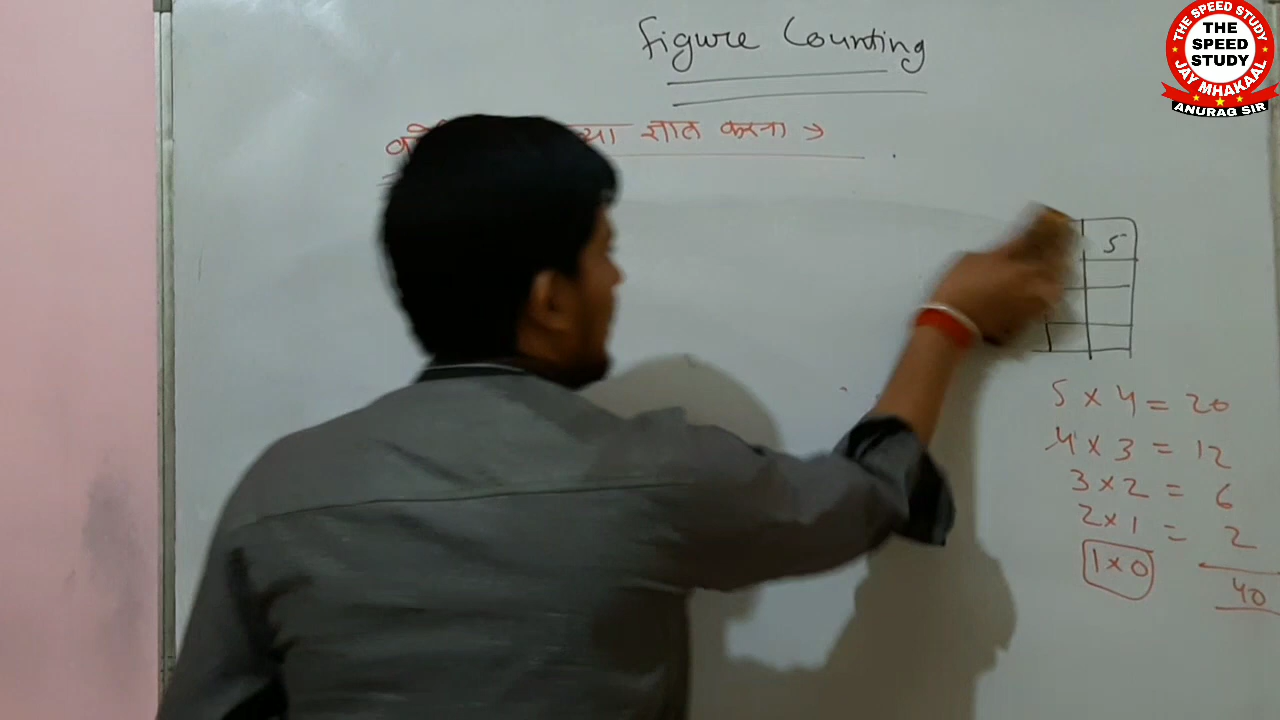 Figure Counting
ज्ञात करना →
5
5 × 4 = 20
4 × 3 = 12
3 × 2 = 6
2 × 1 = 2
1 × 0
40
THE SPEED STUDY
THE
SPEED
STUDY
JAY MHAKAAL
ANURAG SIR